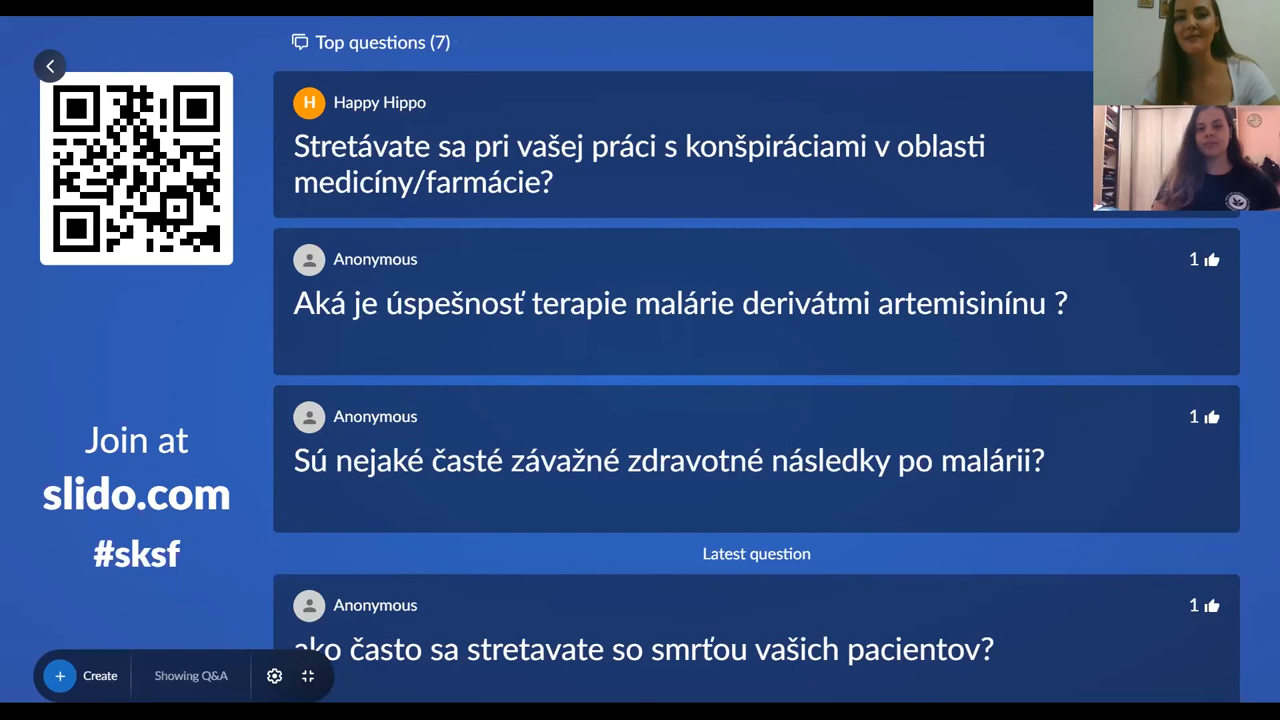 Top questions (7)
H Happy Hippo
Stretávate sa pri vašej práci s konšpiráciami v oblasti
medicíny/farmácie?
Anonymous
1
Aká je úspešnosť terapie malárie derivátmi artemisinínu ?
Anonymous
1
Sú nejaké časté závažné zdravotné následky po malárii?
Latest question
Anonymous
1
ako často sa stretavate so smrťou vašich pacientov?
Join at
slido.com
#sksf
+ Create
Showing Q&A